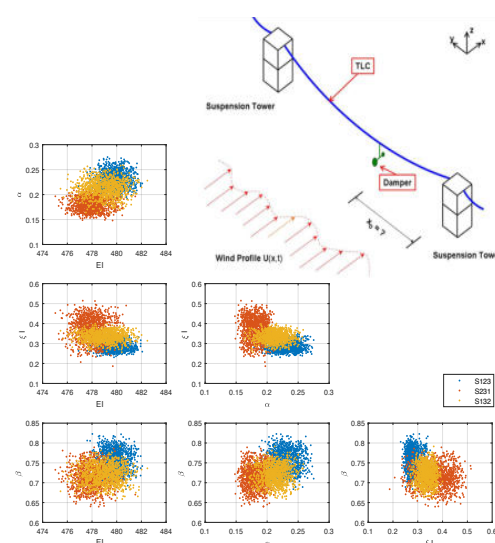 z
y
x
TLC
Suspension Tower
Damper
Wind Profile U(x,t)
Suspension Tow
0.3
0.25
0.2
0.15
0.1
α
474 476 478 480 482 484
EI
0.6
0.5
0.4
0.3
0.2
0.1
ξ1
474 476 478 480 482 484
EI
0.6
0.5
0.4
0.3
0.2
0.1
ξ1
0.1 0.15 0.2 0.25 0.3
α
S123
S231
S132
0.85
0.8
0.75
0.7
0.65
0.6
β
474 476 478 480 482 484
EI
0.85
0.8
0.75
0.7
0.65
0.6
β
0.1 0.15 0.2 0.25 0.3
0.85
0.8
0.75
0.7
0.65
0.6
β
0.1 0.2 0.3 0.4 0.5 0.6